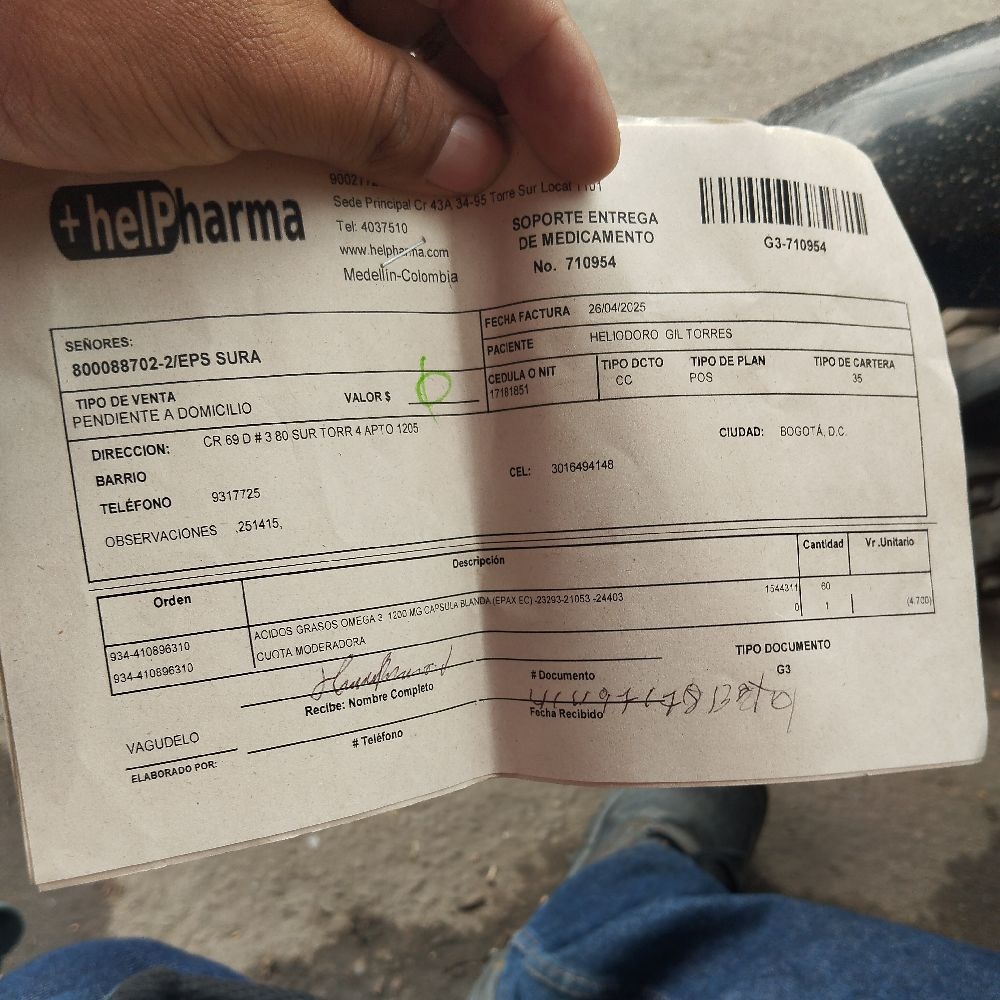 +helPharma
Sede Principal Cr 43A 34-95 Torre Sur Local 1101
Tel: 4037510
www.helpharma.com
Medellín-Colombia
SOPORTE ENTREGA
DE MEDICAMENTO
No. 710954
G3-710954
SEÑORES:
800088702-2/EPS SURA
FECHA FACTURA 26/04/2025
PACIENTE HELIODORO GIL TORRES
TIPO DE VENTA
PENDIENTE A DOMICILIO
VALOR $
CEDULA O NIT
17181851
TIPO DCTO
CC
TIPO DE PLAN
POS
TIPO DE CARTERA
35
DIRECCION: CR 69 D # 3 80 SUR TORR 4 APTO 1205
CIUDAD: BOGOTÁ, D.C.
BARRIO
TELÉFONO 9317725
CEL: 3016494148
OBSERVACIONES .251415,
Orden Descripción Cantidad Vr.Unitario
934-410896310 ACIDOS GRASOS OMEGA 3 1200 MG CAPSULA BLANDA (EPAX EC) -23293-21053 -24403 1544311 60
934-410896310 CUOTA MODERADORA 0 1 (4.700)
Recibe: Nombre Completo
# Documento
TIPO DOCUMENTO
G3
Fecha Recibido
VAGUDELO
ELABORADO POR:
# Teléfono